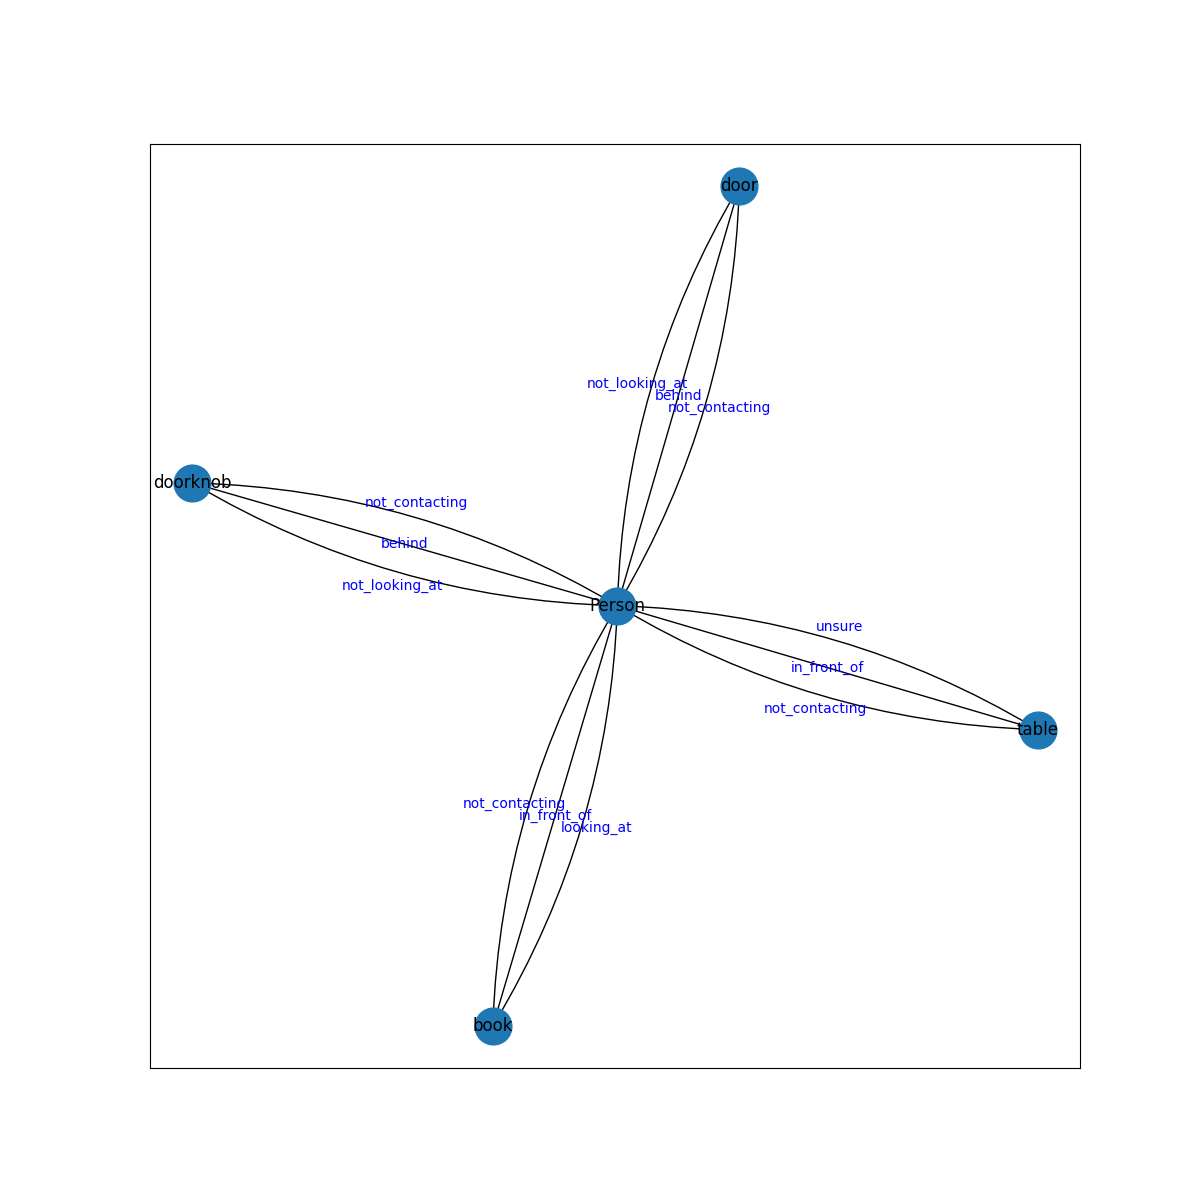 door
not_looking_at
behind
not_contacting
doorknob
not_contacting
behind
not_looking_at
Person
unsure
in_front_of
not_contacting
table
not_contacting
in_front_of
looking_at
book